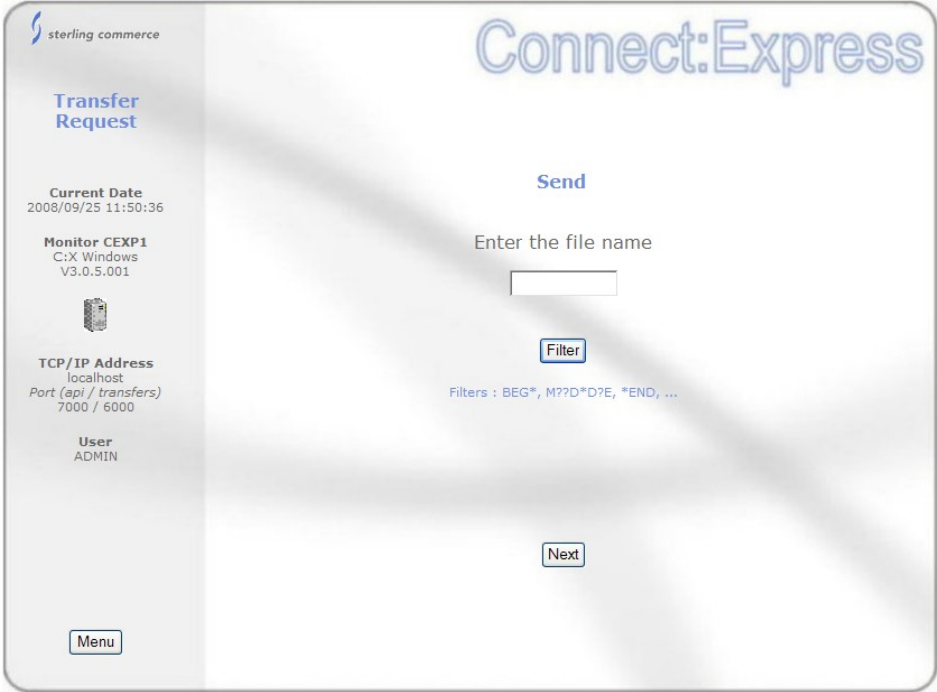 sterling commerce
Connect:Express
Transfer
Request
Current Date
2008/09/25 11:50:36
Monitor CEXP1
C:X Windows
V3.0.5.001
TCP/IP Address
localhost
Port (api / transfers)
7000 / 6000
User
ADMIN
Menu
Send
Enter the file name
Filter
Filters : BEG*, M??D*D?E, *END, ...
Next